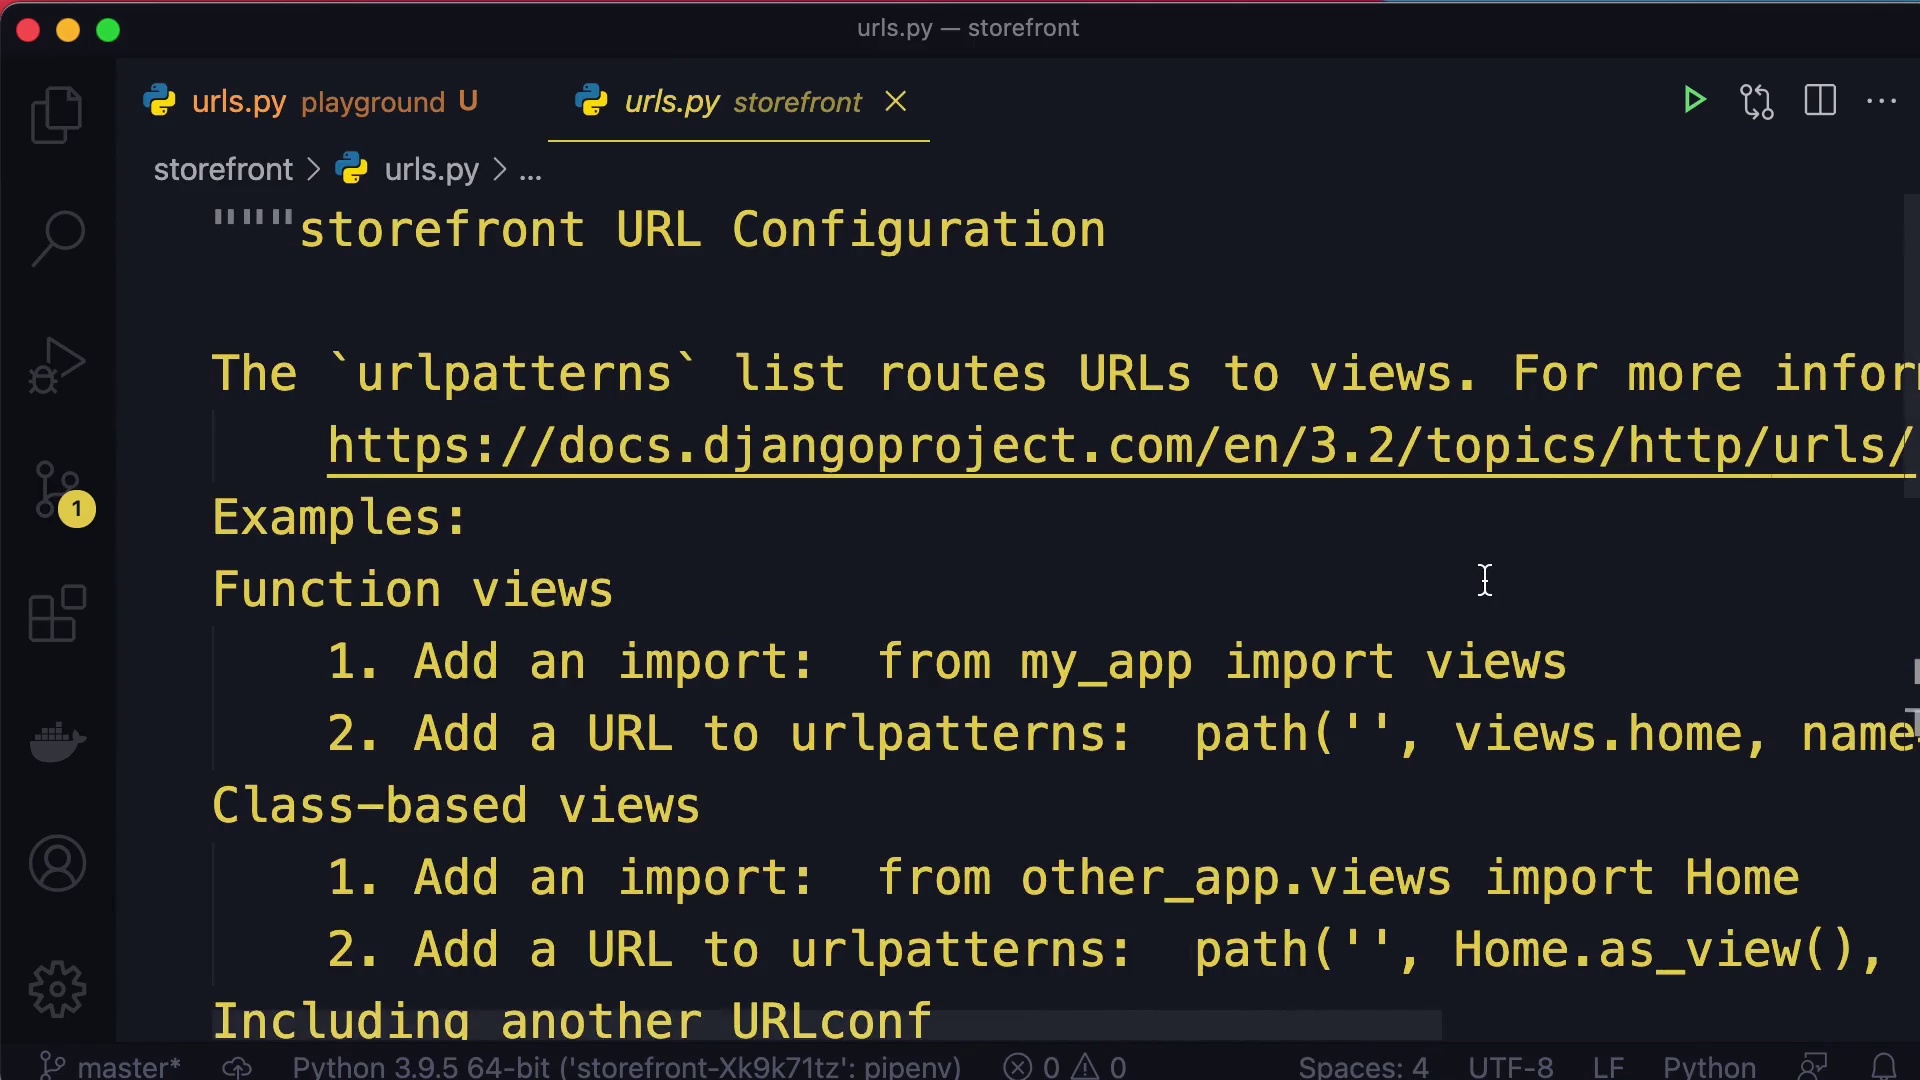 urls.py — storefront
urls.py playground U
urls.py storefront
storefront > urls.py > ...
""""storefront URL Configuration
The `urlpatterns` list routes URLs to views. For more
https://docs.djangoproject.com/en/3.2/topics/http/urls/
Examples:
Function views
1. Add an import:  from my_app import views
2. Add a URL to urlpatterns:  path('', views.home, name
Class-based views
1. Add an import:  from other_app.views import Home
2. Add a URL to urlpatterns:  path('', Home.as_view(),
Including another URLconf
1
master* Python 3.9.5 64-bit ('storefront-Xk9k71tz': pipenv) 0 0 Spaces: 4 UTF-8 LF Python